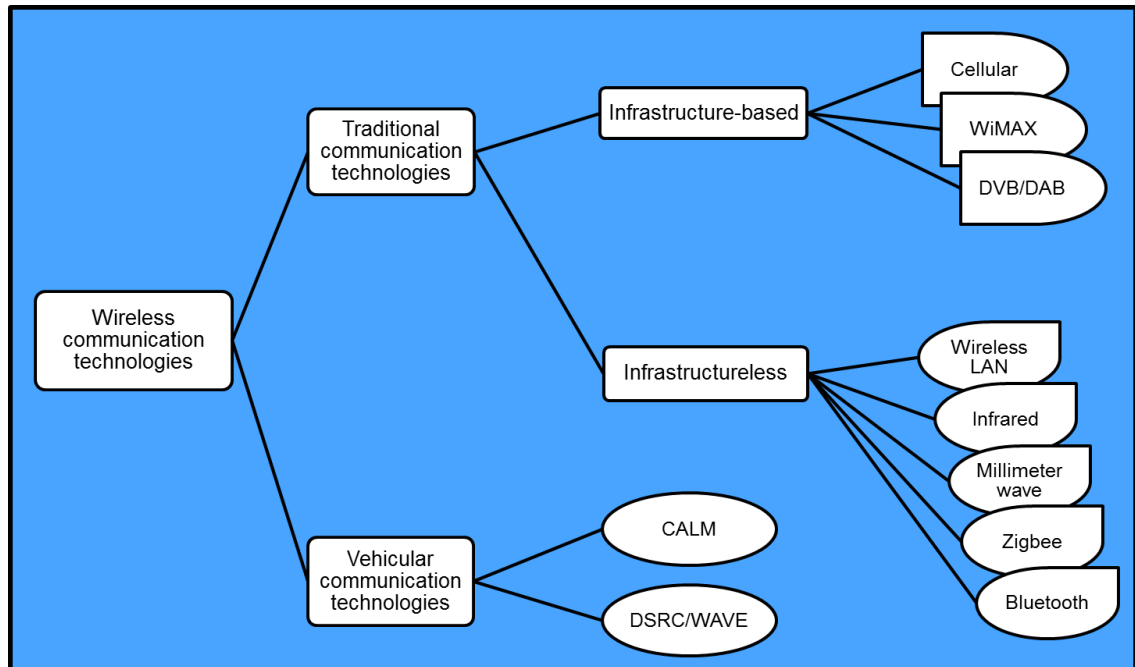 Wireless
communication
technologies
Traditional
communication
technologies
Infrastructure-based
Cellular
WiMAX
DVB/DAB
Infrastructureless
Wireless
LAN
Infrared
Millimeter
wave
Zigbee
Bluetooth
Vehicular
communication
technologies
CALM
DSRC/WAVE